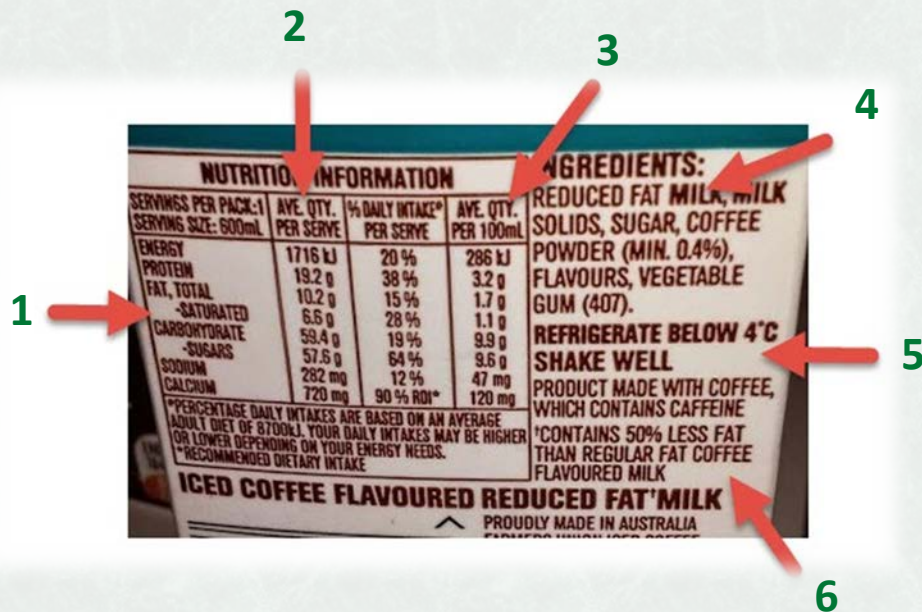 2
3
4
1
5
6
NUTRITION INFORMATION
SERVINGS PER PACK:1 AVE. QTY. % DAILY INTAKE* AVE. QTY.
SERVING SIZE: 600mL PER SERVE PER SERVE PER 100mL
ENERGY 1716 kJ 20% 286 kJ
PROTEIN 19.2 g 38% 3.2 g
FAT, TOTAL 10.2 g 15% 1.7 g
-SATURATED 6.6 g 28% 1.1 g
CARBOHYDRATE 59.4 g 19% 9.9 g
-SUGARS 57.6 g 64% 9.6 g
SODIUM 282 mg 12% 47 mg
CALCIUM 720 mg 90% RDI* 120 mg
*PERCENTAGE DAILY INTAKES ARE BASED ON AN AVERAGE
ADULT DIET OF 8700kJ. YOUR DAILY INTAKES MAY BE HIGHER
OR LOWER DEPENDING ON YOUR ENERGY NEEDS.
*RECOMMENDED DIETARY INTAKE
INGREDIENTS:
REDUCED FAT MILK, MILK
SOLIDS, SUGAR, COFFEE
POWDER (MIN. 0.4%),
FLAVOURS, VEGETABLE
GUM (407).
REFRIGERATE BELOW 4°C
SHAKE WELL
PRODUCT MADE WITH COFFEE,
WHICH CONTAINS CAFFEINE
†CONTAINS 50% LESS FAT
THAN REGULAR FAT COFFEE
FLAVOURED MILK
ICED COFFEE FLAVOURED REDUCED FAT†MILK
PROUDLY MADE IN AUSTRALIA
FARMERS UNION ICED COFFEE